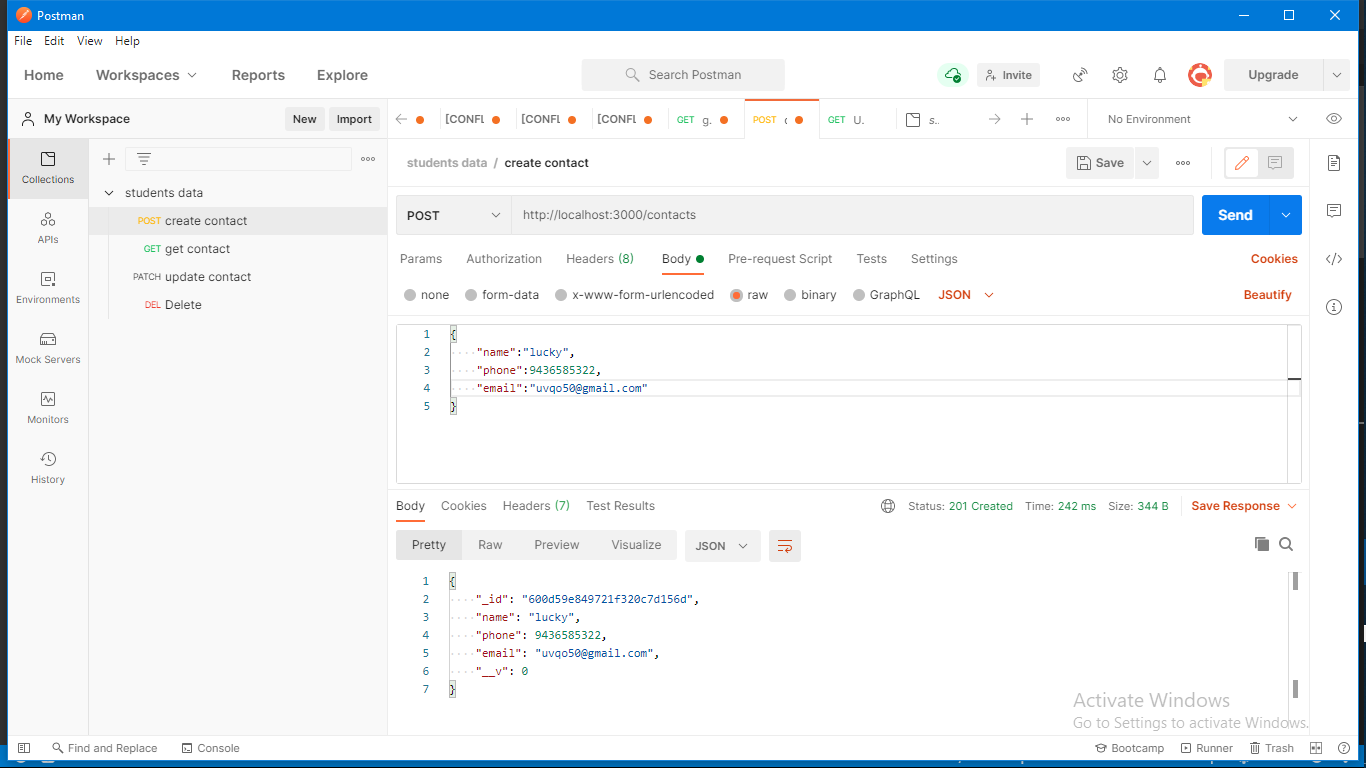 Postman
File Edit View Help
Home Workspaces Reports Explore Search Postman Invite Upgrade
My Workspace New Import [CONFL [CONFL [CONFL GET g. POST GET U. s.. No Environment
Collections
APIs
Environments
Mock Servers
Monitors
History
students data
POST create contact
GET get contact
PATCH update contact
DEL Delete
students data / create contact Save
POST http://localhost:3000/contacts Send
Params Authorization Headers (8) Body Pre-request Script Tests Settings Cookies
none form-data x-www-form-urlencoded raw binary GraphQL JSON Beautify
1 {
2 "name":"lucky",
3 "phone":9436585322,
4 "email":"uvqo50@gmail.com"
5 }
Body Cookies Headers (7) Test Results Status: 201 Created Time: 242 ms Size: 344 B Save Response
Pretty Raw Preview Visualize JSON
1 {
2 "_id": "600d59e849721f320c7d156d",
3 "name": "lucky",
4 "phone": 9436585322,
5 "email": "uvqo50@gmail.com",
6 "__v": 0
7 }
Activate Windows
Go to Settings to activate Windows.
Find and Replace Console Bootcamp Runner Trash